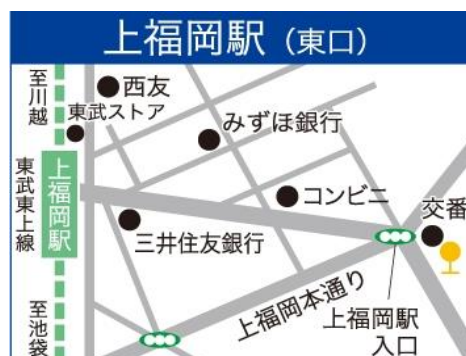 上福岡駅（東口）
至川越
西友
東武ストア
みずほ銀行
東武東上線
上福岡駅
コンビニ
交番
三井住友銀行
上福岡本通り
上福岡駅
入口
至池袋